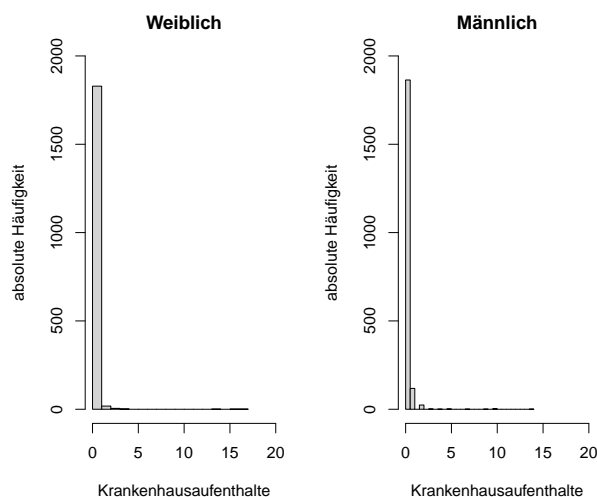 Weiblich
absolute Häufigkeit
2000
1500
1000
500
0
0 5 10 15 20
Krankenhausaufenthalte
Männlich
absolute Häufigkeit
2000
1500
1000
500
0
0 5 10 15 20
Krankenhausaufenthalte